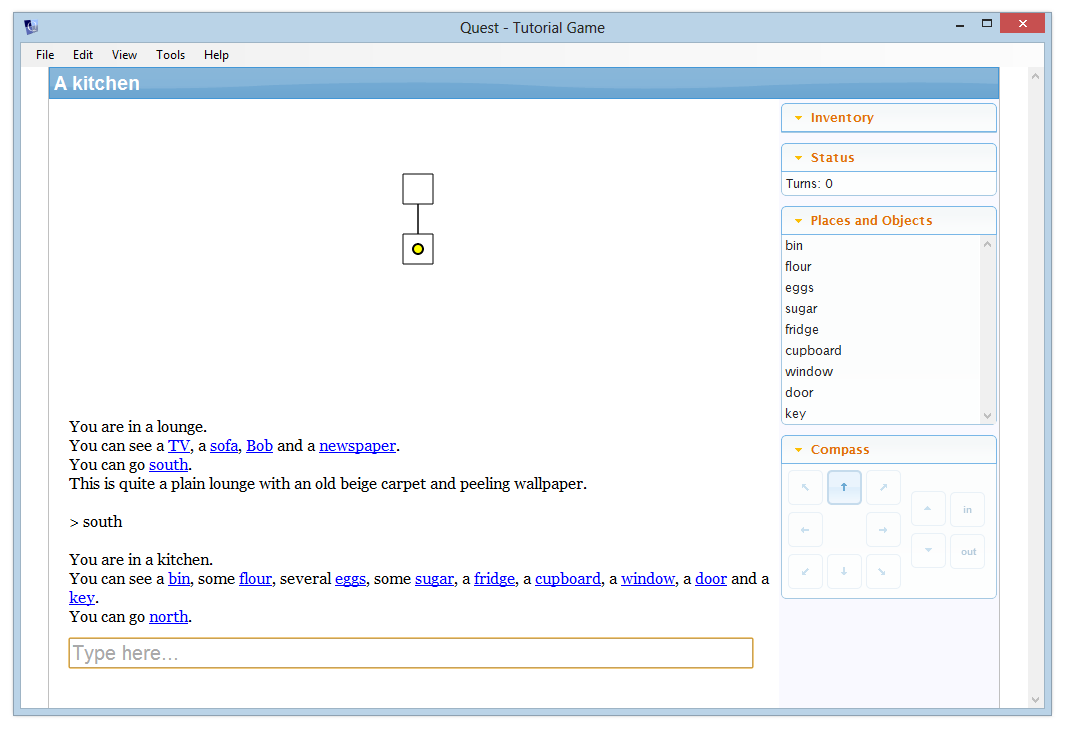 Quest - Tutorial Game
File Edit View Tools Help
A kitchen
You are in a lounge.
You can see a TV, a sofa, Bob and a newspaper.
You can go south.
This is quite a plain lounge with an old beige carpet and peeling wallpaper.
> south
You are in a kitchen.
You can see a bin, some flour, several eggs, some sugar, a fridge, a cupboard, a window, a door and a
key.
You can go north.
Type here...
Inventory
Status
Turns: 0
Places and Objects
bin
flour
eggs
sugar
fridge
cupboard
window
door
key
Compass
in
out